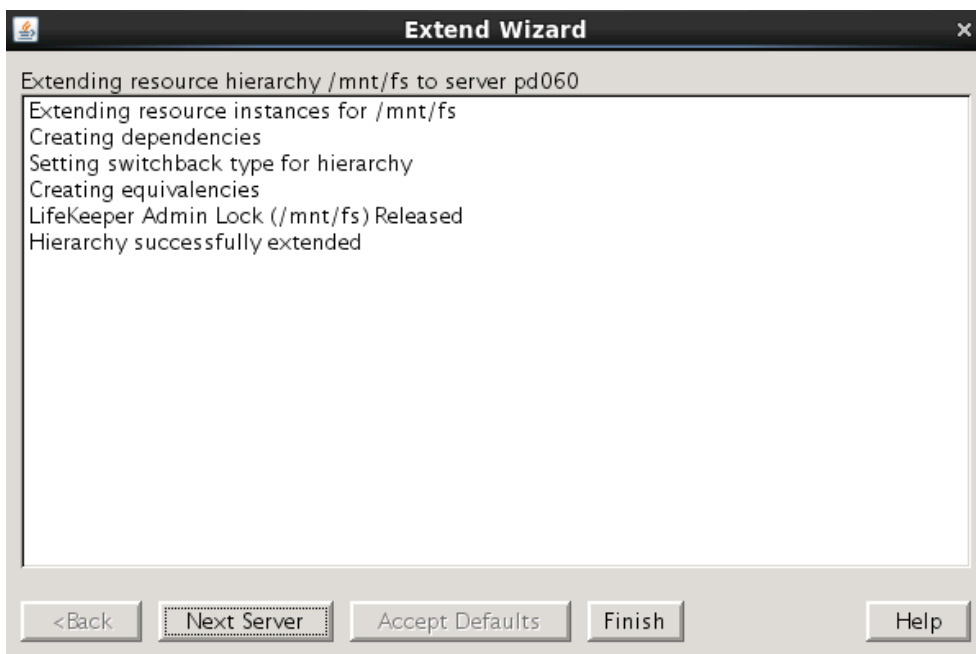 Extend Wizard
Extending resource hierarchy /mnt/fs to server pd060
Extending resource instances for /mnt/fs
Creating dependencies
Setting switchback type for hierarchy
Creating equivalencies
LifeKeeper Admin Lock (/mnt/fs) Released
Hierarchy successfully extended
<Back Next Server Accept Defaults Finish Help